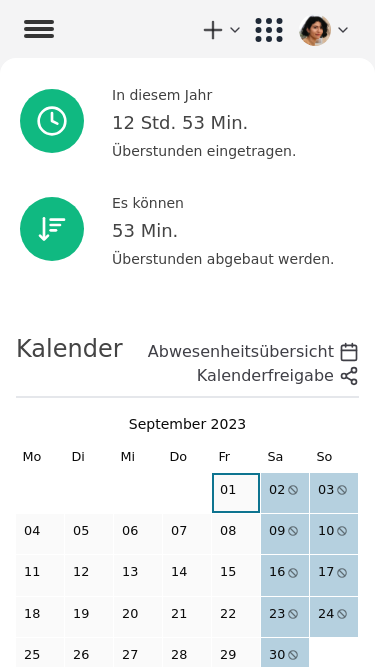 In diesem Jahr
12 Std. 53 Min.
Überstunden eingetragen.
Es können
53 Min.
Überstunden abgebaut werden.
Kalender
Abwesenheitsübersicht
Kalenderfreigabe
September 2023
Mo Di Mi Do Fr Sa So
01 02 03
04 05 06 07 08 09 10
11 12 13 14 15 16 17
18 19 20 21 22 23 24
25 26 27 28 29 30